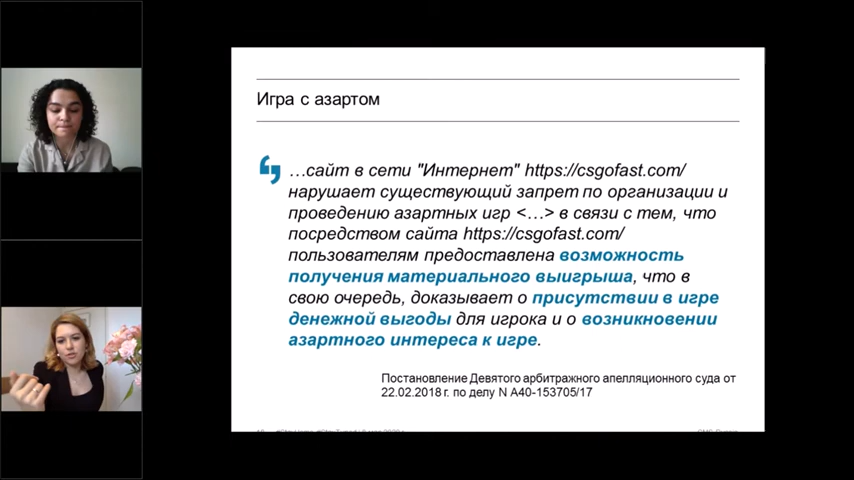 Игра с азартом
…сайт в сети "Интернет" https://csgofast.com/
нарушает существующий запрет по организации и
проведению азартных игр <…> в связи с тем, что
посредством сайта https://csgofast.com/
пользователям предоставлена возможность
получения материального выигрыша, что в
свою очередь, доказывает о присутствии в игре
денежной выгоды для игрока и о возникновении
азартного интереса к игре.
Постановление Девятого арбитражного апелляционного суда от
22.02.2018 г. по делу N А40-153705/17